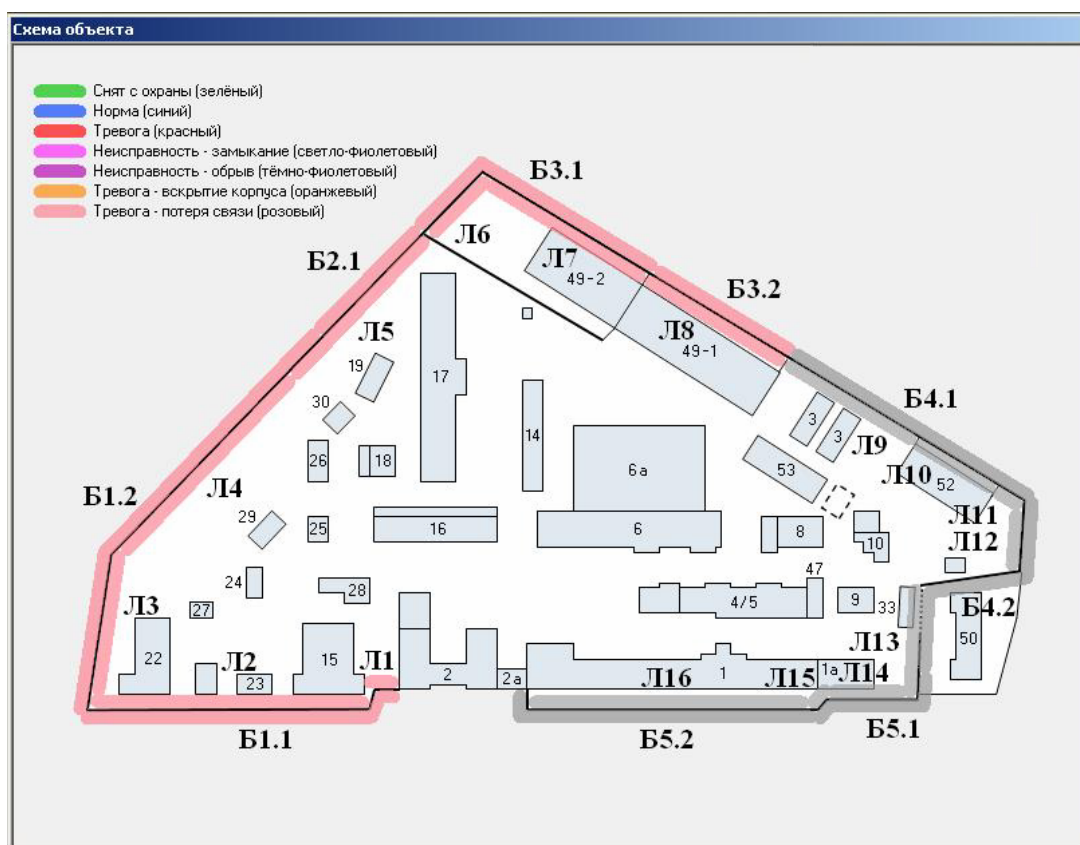 Схема объекта
Снят с охраны (зелёный)
Норма (синий)
Тревога (красный)
Неисправность - замыкание (светло-фиолетовый)
Неисправность - обрыв (тёмно-фиолетовый)
Тревога - вскрытие корпуса (оранжевый)
Тревога - потеря связи (розовый)
Б3.1
Л6
Б2.1
Л7
49-2
Б3.2
Л5
Л8
49-1
19
17
30
14
Б4.1
3
3
Л9
18
26
6а
53
Л10
52
Б1.2
Л4
29
25
16
6
8
10
Л11
Л12
47
24
28
4/5
9
33
Б4.2
Л3
27
50
Л13
22
Л2
23
15
Л1
2
2а
Л16
1
Л15
1а
Л14
Б1.1
Б5.2
Б5.1